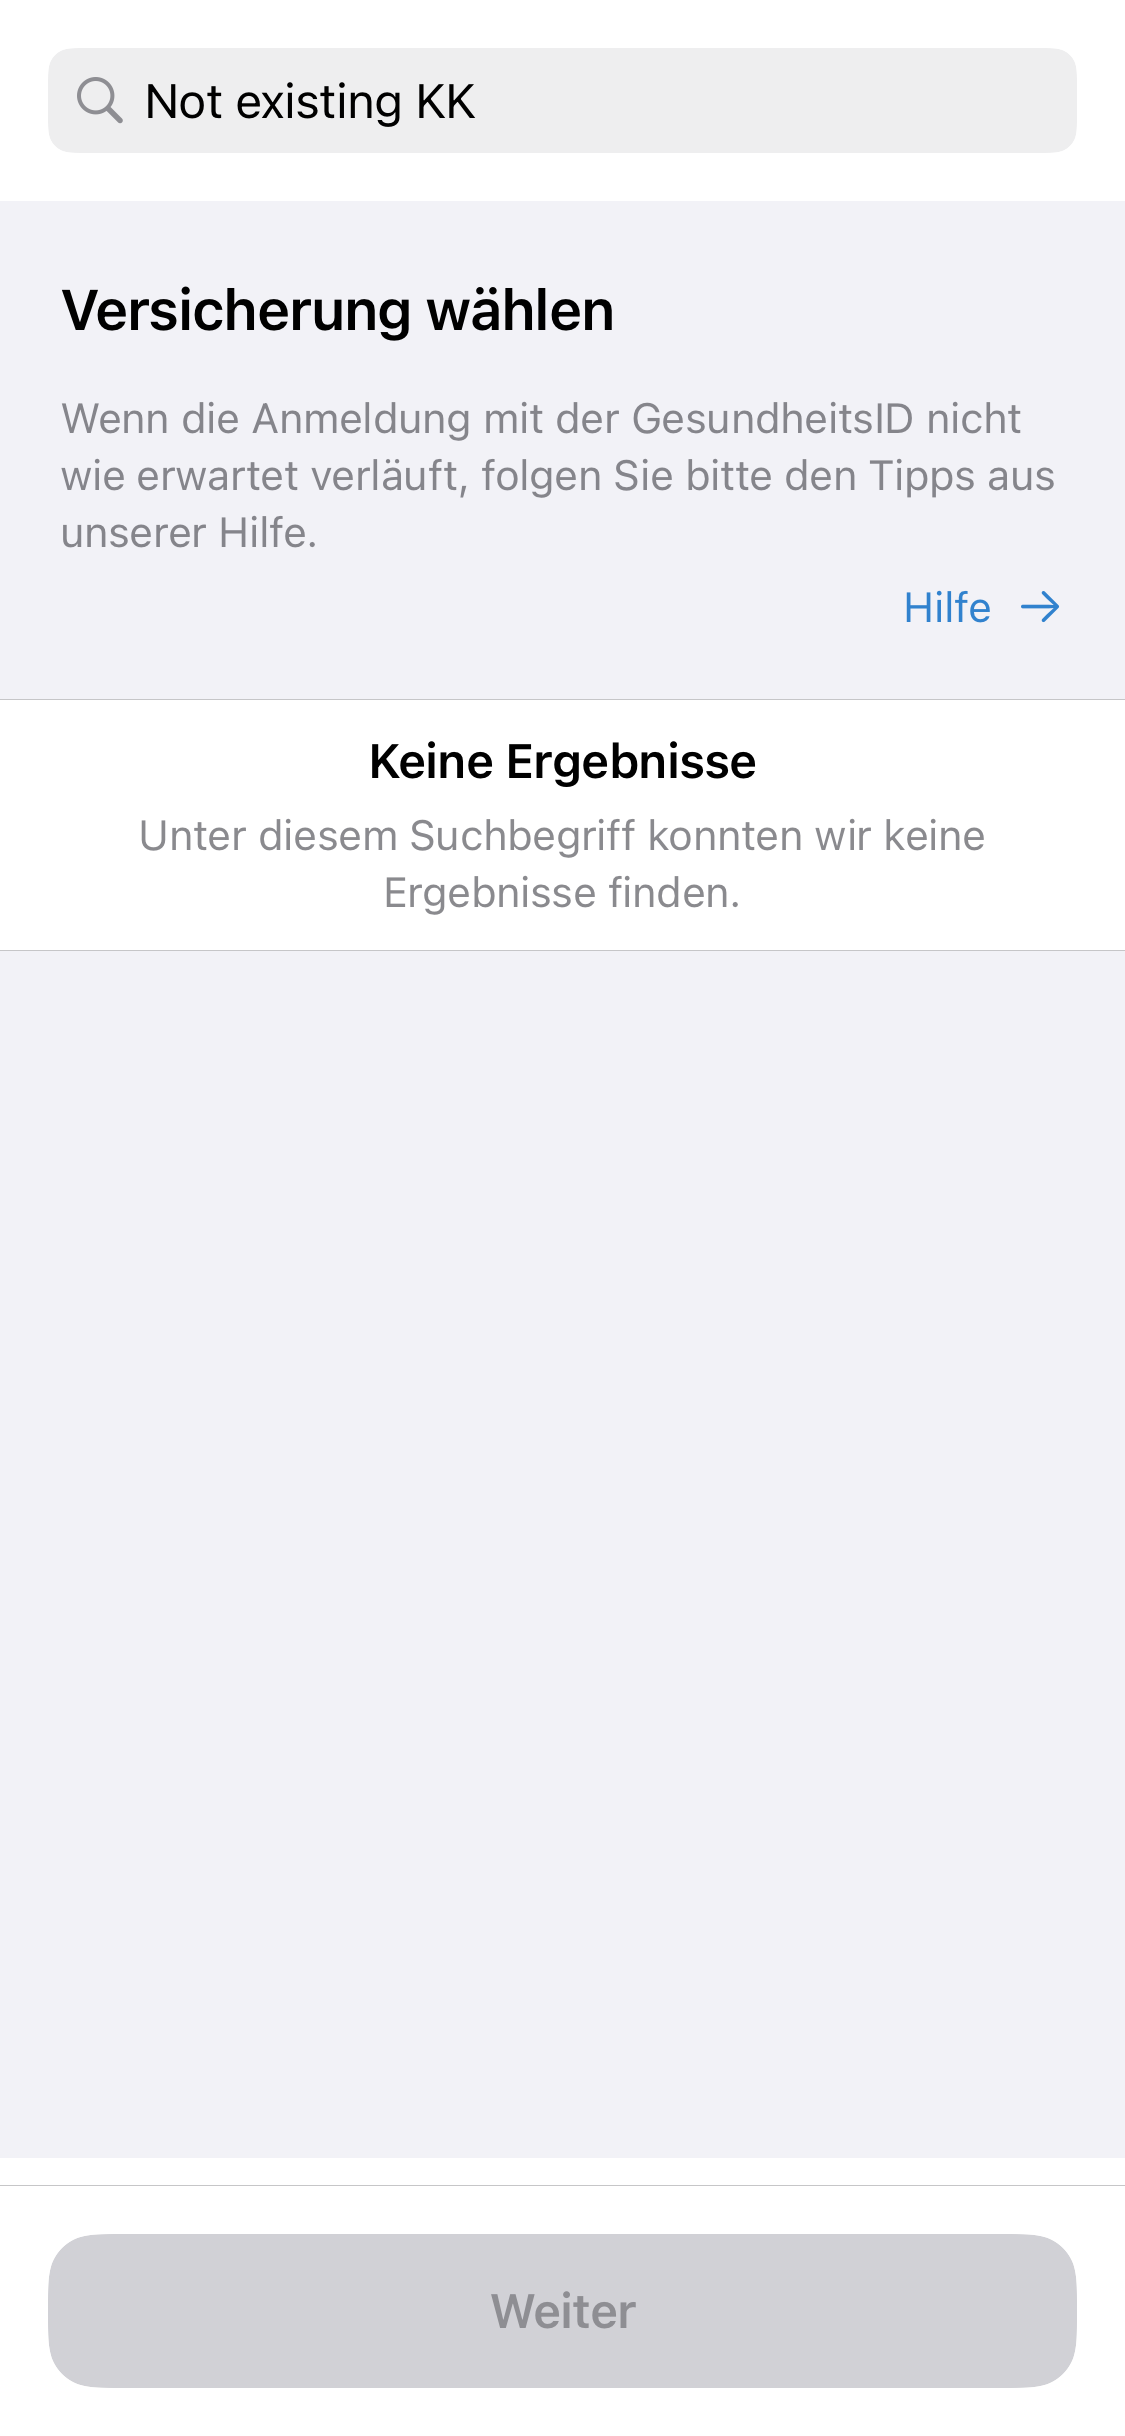 Not existing KK
Versicherung wählen
Wenn die Anmeldung mit der GesundheitsID nicht
wie erwartet verläuft, folgen Sie bitte den Tipps aus
unserer Hilfe.
Hilfe →
Keine Ergebnisse
Unter diesem Suchbegriff konnten wir keine
Ergebnisse finden.
Weiter